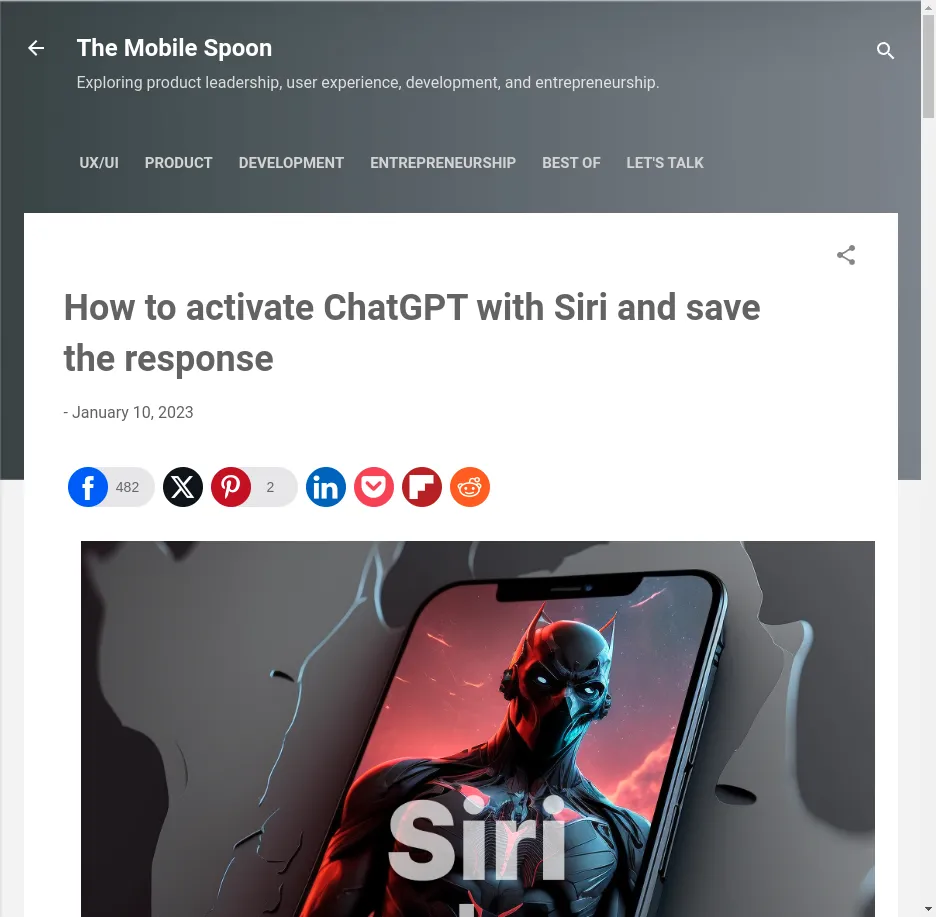 The Mobile Spoon
Exploring product leadership, user experience, development, and entrepreneurship.
UX/UI PRODUCT DEVELOPMENT ENTREPRENEURSHIP BEST OF LET'S TALK
How to activate ChatGPT with Siri and save
the response
- January 10, 2023
482 2
Siri